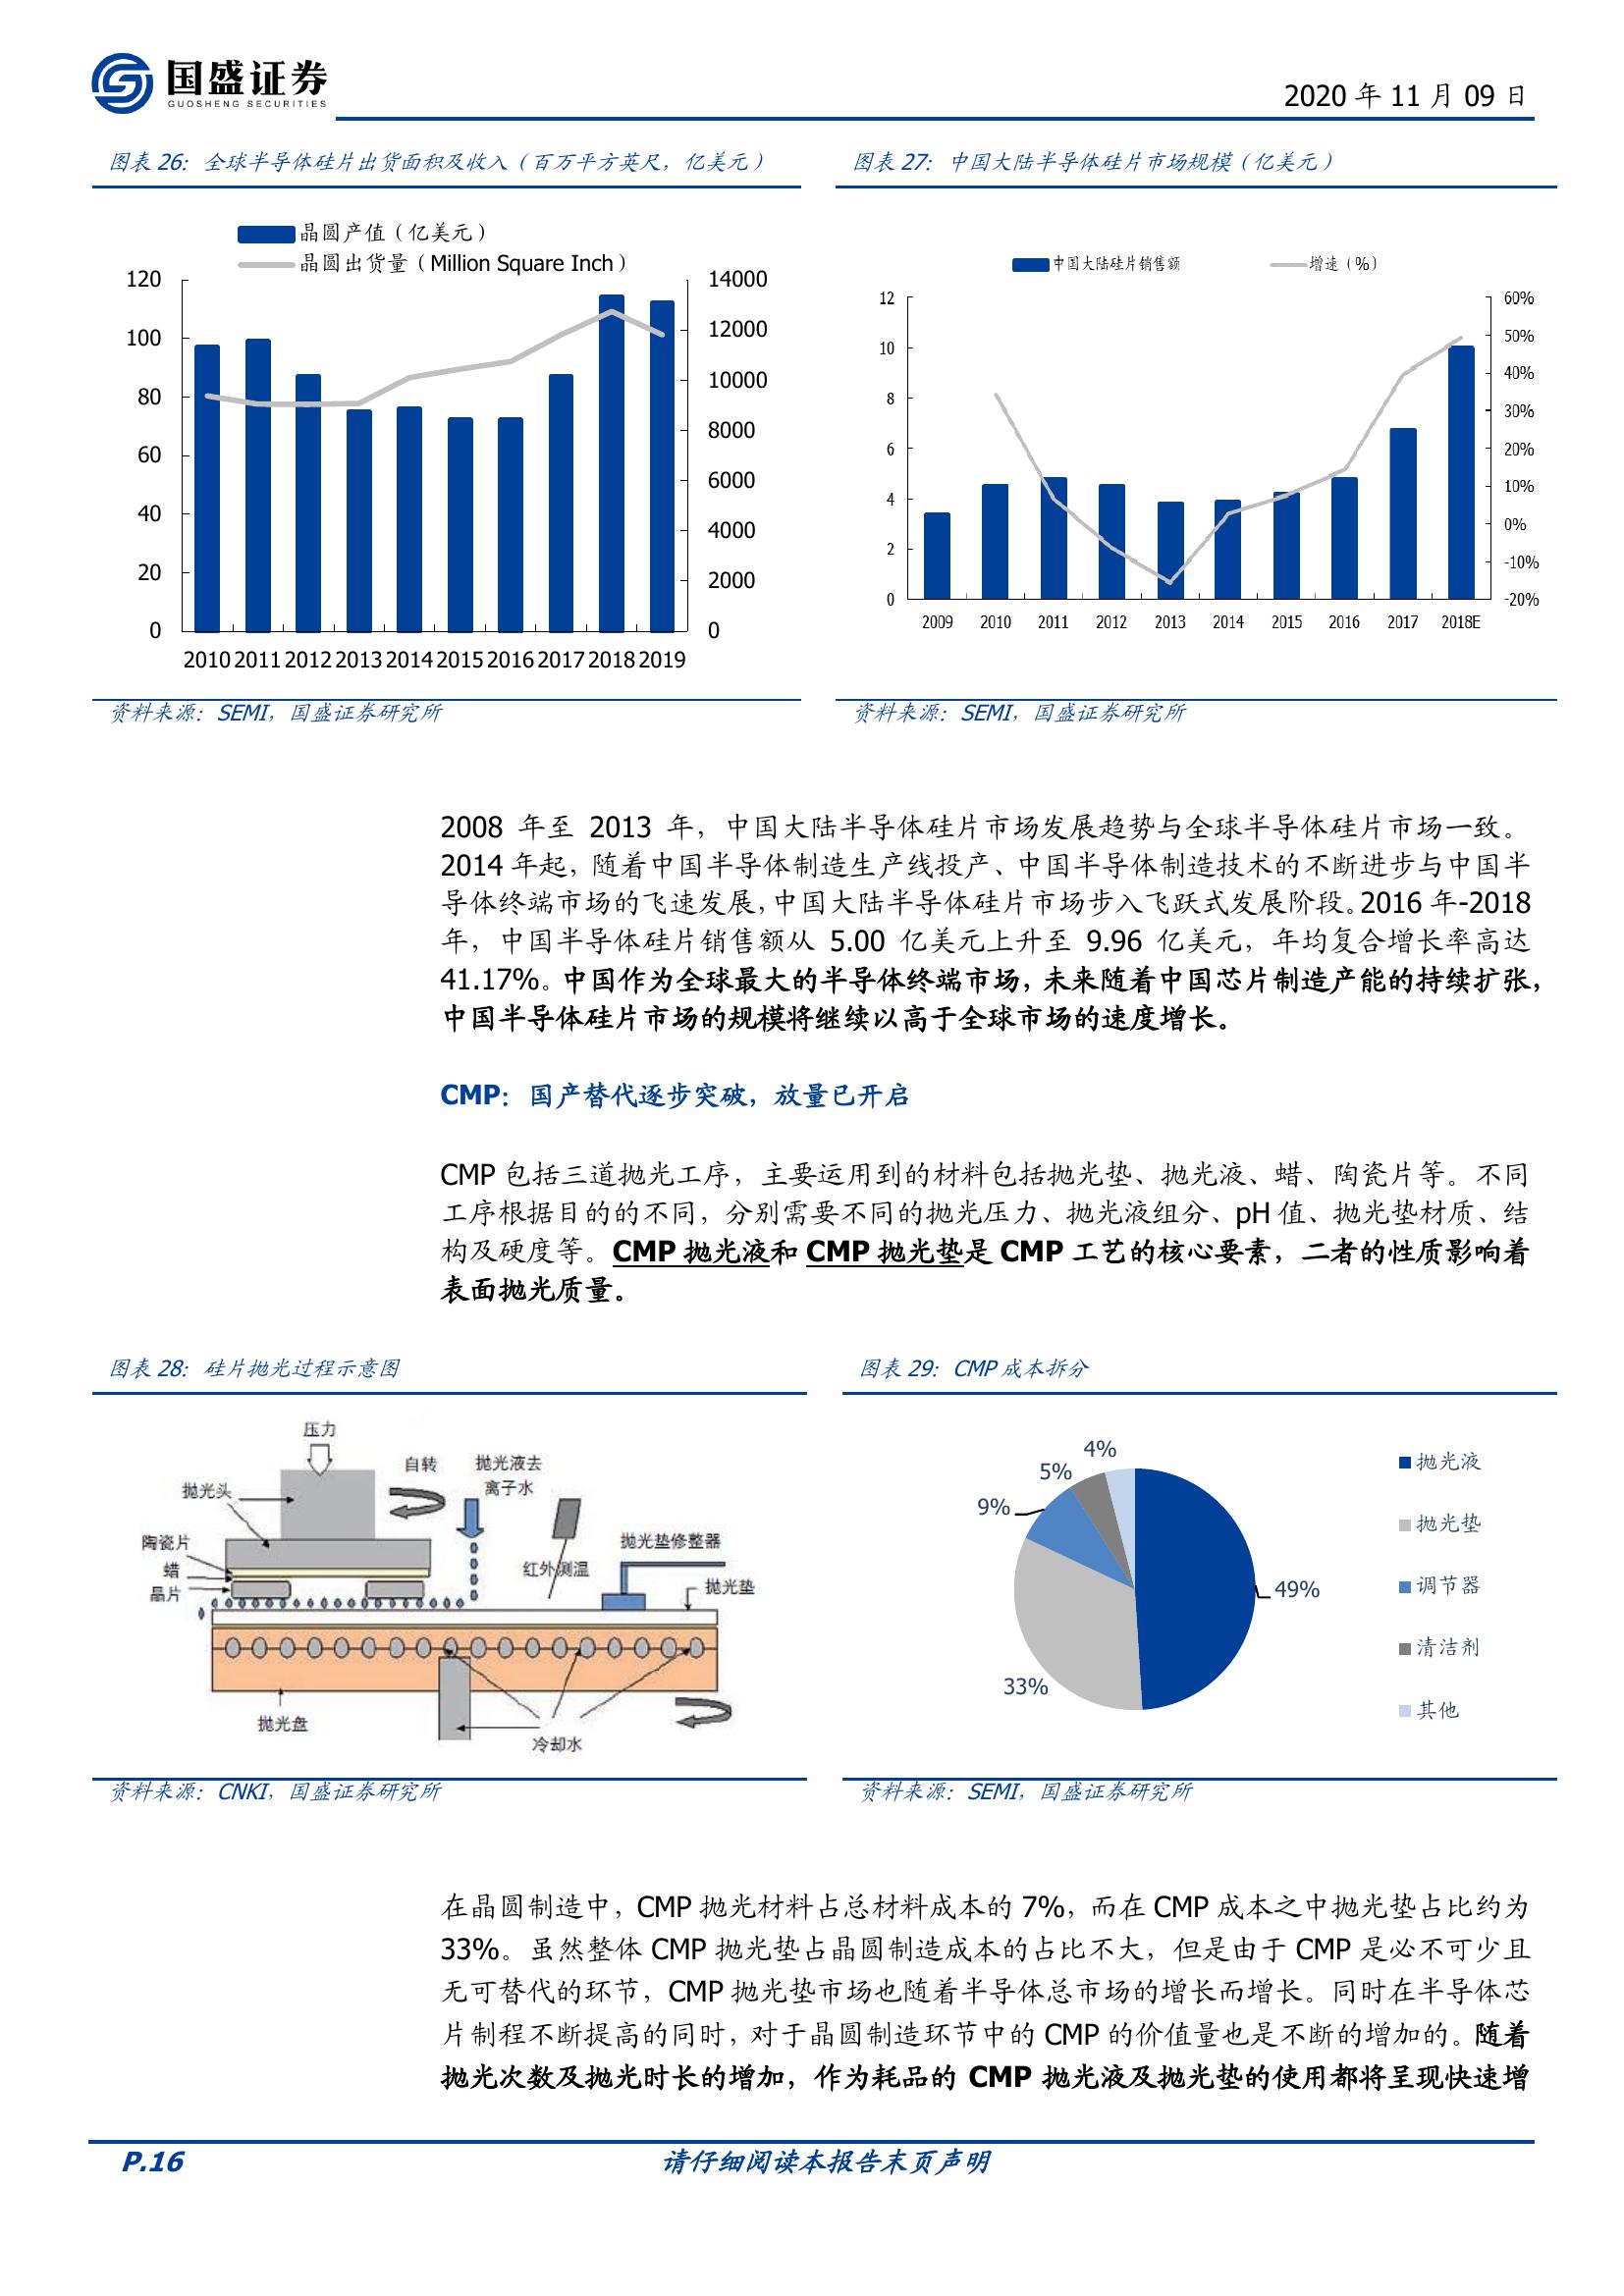 国盛证券
GUOSHENG SECURITIES
2020 年 11 月 09 日
图表 26：全球半导体硅片出货面积及收入（百万平方英尺，亿美元）
晶圆产值（亿美元）
晶圆出货量（Million Square Inch）
120
100
80
60
40
20
0
14000
12000
10000
8000
6000
4000
2000
0
2010 2011 2012 2013 2014 2015 2016 2017 2018 2019
资料来源：SEMI，国盛证券研究所
图表 27：中国大陆半导体硅片市场规模（亿美元）
中国大陆硅片销售额
增速（%）
12
10
8
6
4
2
0
60%
50%
40%
30%
20%
10%
0%
-10%
-20%
2009 2010 2011 2012 2013 2014 2015 2016 2017 2018E
资料来源：SEMI，国盛证券研究所
2008 年至 2013 年，中国大陆半导体硅片市场发展趋势与全球半导体硅片市场一致。
2014 年起，随着中国半导体制造生产线投产、中国半导体制造技术的不断进步与中国半
导体终端市场的飞速发展，中国大陆半导体硅片市场步入飞跃式发展阶段。2016 年-2018
年，中国半导体硅片销售额从 5.00 亿美元上升至 9.96 亿美元，年均复合增长率高达
41.17%。中国作为全球最大的半导体终端市场，未来随着中国芯片制造产能的持续扩张，
中国半导体硅片市场的规模将继续以高于全球市场的速度增长。
CMP：国产替代逐步突破，放量已开启
CMP 包括三道抛光工序，主要运用到的材料包括抛光垫、抛光液、蜡、陶瓷片等。不同
工序根据目的的不同，分别需要不同的抛光压力、抛光液组分、pH 值、抛光垫材质、结
构及硬度等。CMP 抛光液和 CMP 抛光垫是 CMP 工艺的核心要素，二者的性质影响着
表面抛光质量。
图表 28：硅片抛光过程示意图
压力
自转
抛光液去
离子水
抛光头
陶瓷片
蜡
晶片
红外测温
抛光垫修整器
抛光垫
抛光盘
冷却水
资料来源：CNKI，国盛证券研究所
图表 29：CMP 成本拆分
4%
5%
9%
49%
33%
抛光液
抛光垫
调节器
清洁剂
其他
资料来源：SEMI，国盛证券研究所
在晶圆制造中，CMP 抛光材料占总材料成本的 7%，而在 CMP 成本之中抛光垫占比约为
33%。虽然整体 CMP 抛光垫占晶圆制造成本的占比不大，但是由于 CMP 是必不可少且
无可替代的环节，CMP 抛光垫市场也随着半导体总市场的增长而增长。同时在半导体芯
片制程不断提高的同时，对于晶圆制造环节中的 CMP 的价值量也是不断的增加的。随着
抛光次数及抛光时长的增加，作为耗品的 CMP 抛光液及抛光垫的使用都将呈现快速增
P.16
请仔细阅读本报告末页声明